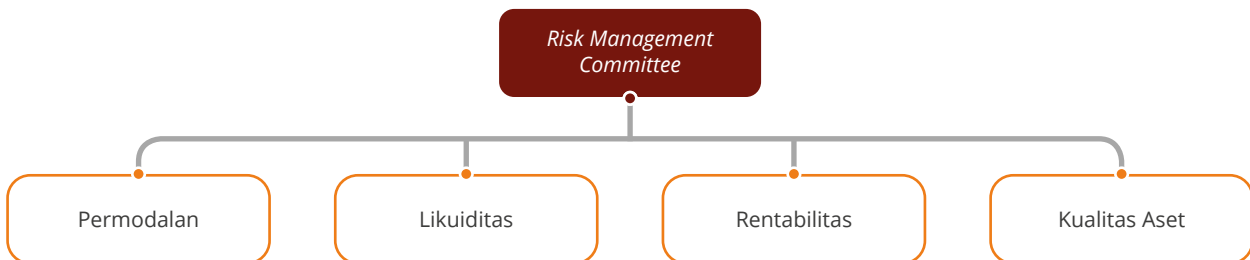 Risk Management
Committee
Permodalan
Likuiditas
Rentabilitas
Kualitas Aset